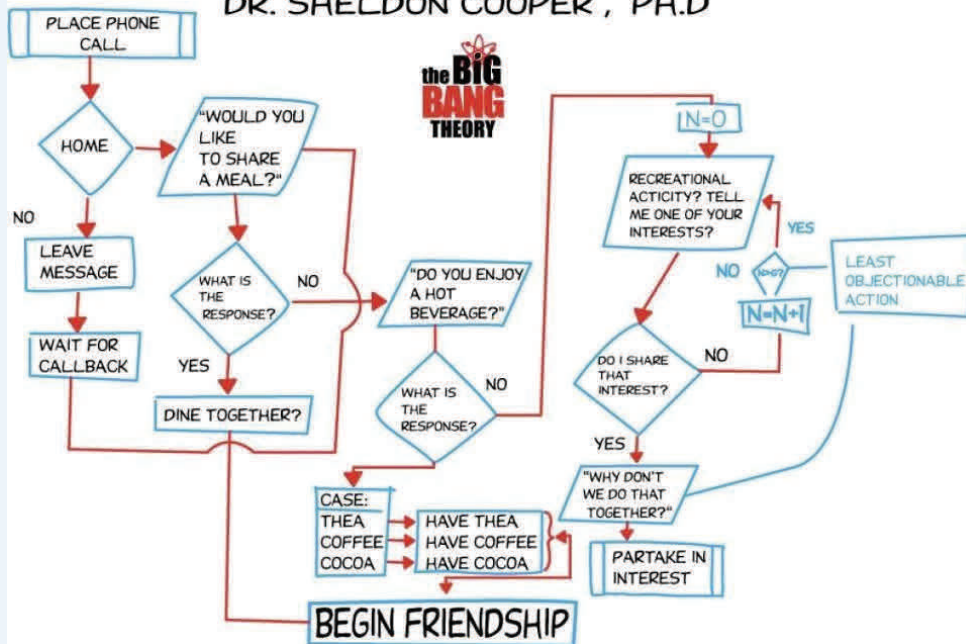 DR. SHELDON COOPER, PH.D
PLACE PHONE
CALL
the BIG
BANG
THEORY
HOME
"WOULD YOU
LIKE
TO SHARE
A MEAL?"
NO
LEAVE
MESSAGE
WAIT FOR
CALLBACK
WHAT IS
THE
RESPONSE?
NO
YES
DINE TOGETHER?
"DO YOU ENJOY
A HOT
BEVERAGE?"
WHAT IS
THE
RESPONSE?
NO
CASE:
THEA
COFFEE
COCOA
HAVE THEA
HAVE COFFEE
HAVE COCOA
N=0
RECREATIONAL
ACTICITY? TELL
ME ONE OF YOUR
INTERESTS?
YES
NO
N=N+1
LEAST
OBJECTIONABLE
ACTION
DO I SHARE
THAT
INTEREST?
NO
YES
"WHY DON'T
WE DO THAT
TOGETHER?"
PARTAKE IN
INTEREST
BEGIN FRIENDSHIP